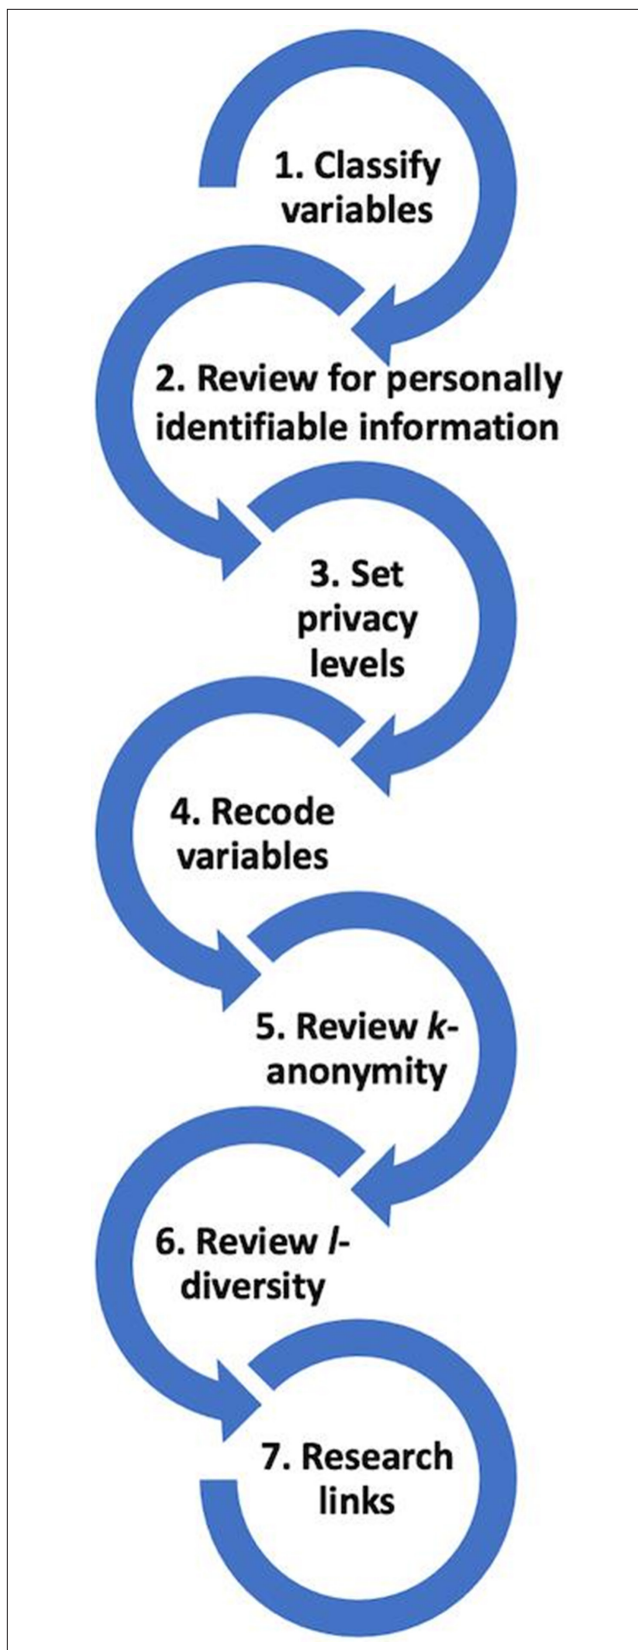 1. Classify
variables
2. Review for personally
identifiable information
3. Set
privacy
levels
4. Recode
variables
5. Review k-
anonymity
6. Review l-
diversity
7. Research
links